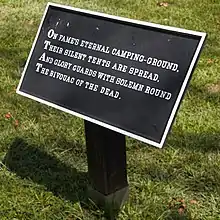 ON FAME'S ETERNAL CAMPING-GROUND,
THEIR SILENT TENTS ARE SPREAD,
AND GLORY GUARDS WITH SOLEMN ROUND
THE BIVOUAC OF THE DEAD.